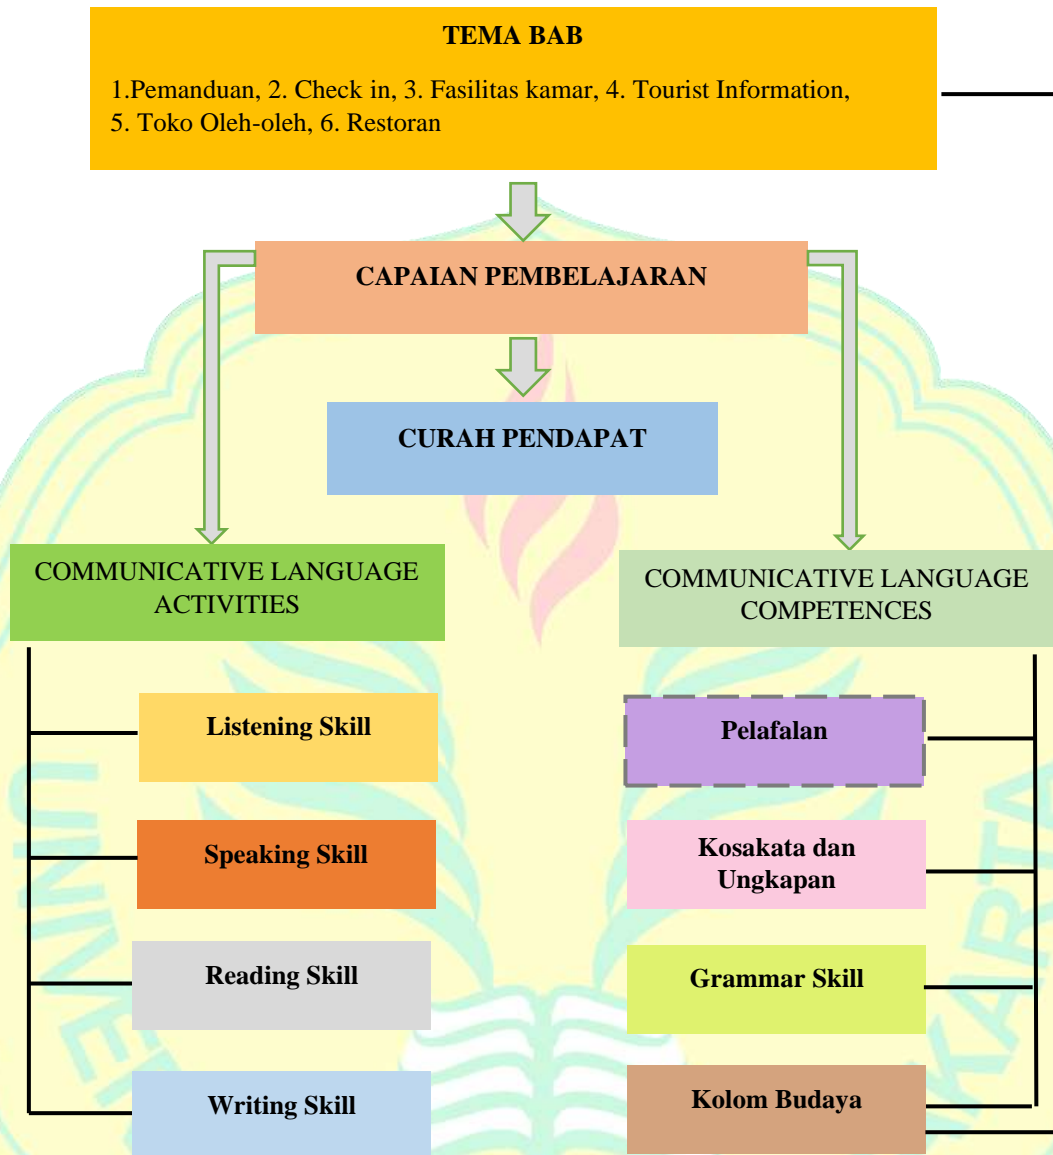 TEMA BAB
1.Pemanduan, 2. Check in, 3. Fasilitas kamar, 4. Tourist Information,
5. Toko Oleh-oleh, 6. Restoran
CAPAIAN PEMBELAJARAN
CURAH PENDAPAT
COMMUNICATIVE LANGUAGE
ACTIVITIES
COMMUNICATIVE LANGUAGE
COMPETENCES
Listening Skill
Pelafalan
Speaking Skill
Kosakata dan
Ungkapan
Reading Skill
Grammar Skill
Writing Skill
Kolom Budaya